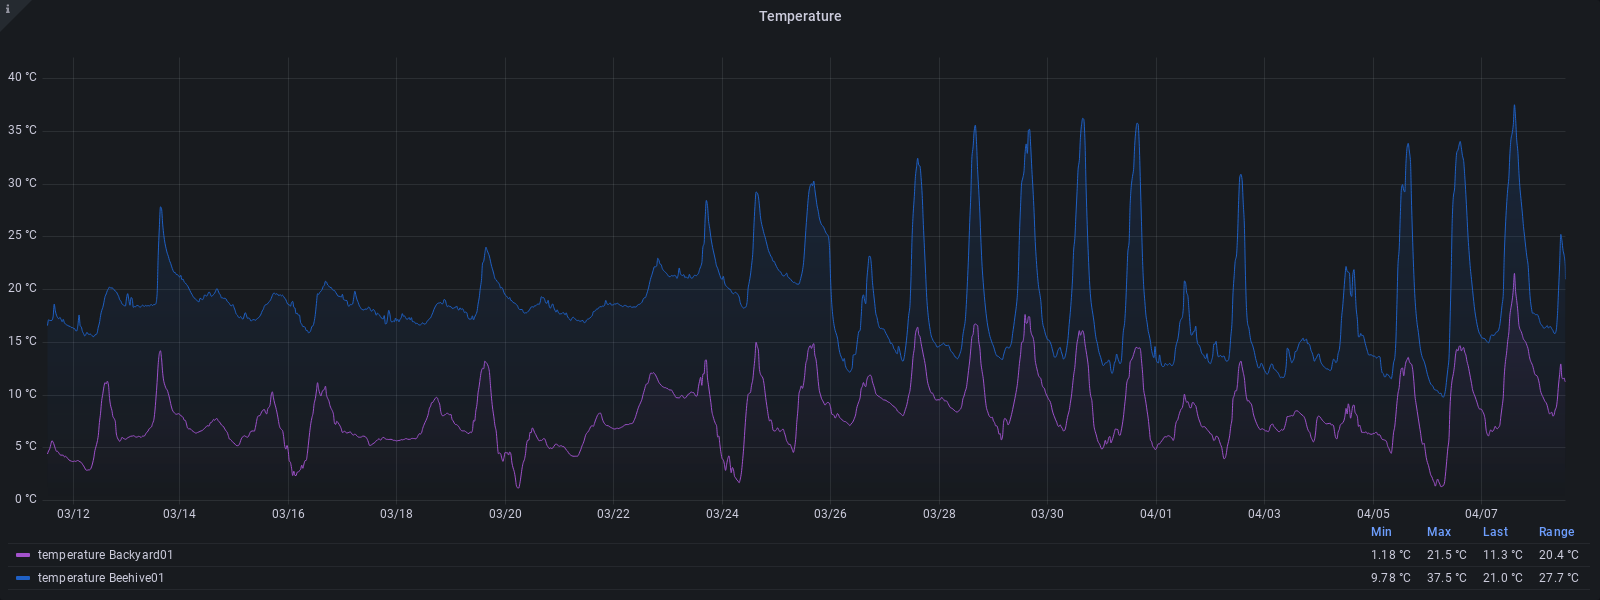 i
Temperature
40 °C
35 °C
30 °C
25 °C
20 °C
15 °C
10 °C
5 °C
0 °C
03/12 03/14 03/16 03/18 03/20 03/22 03/24 03/26 03/28 03/30 04/01 04/03 04/05 04/07
Min Max Last Range
temperature Backyard01 1.18 °C 21.5 °C 11.3 °C 20.4 °C
temperature Beehive01 9.78 °C 37.5 °C 21.0 °C 27.7 °C